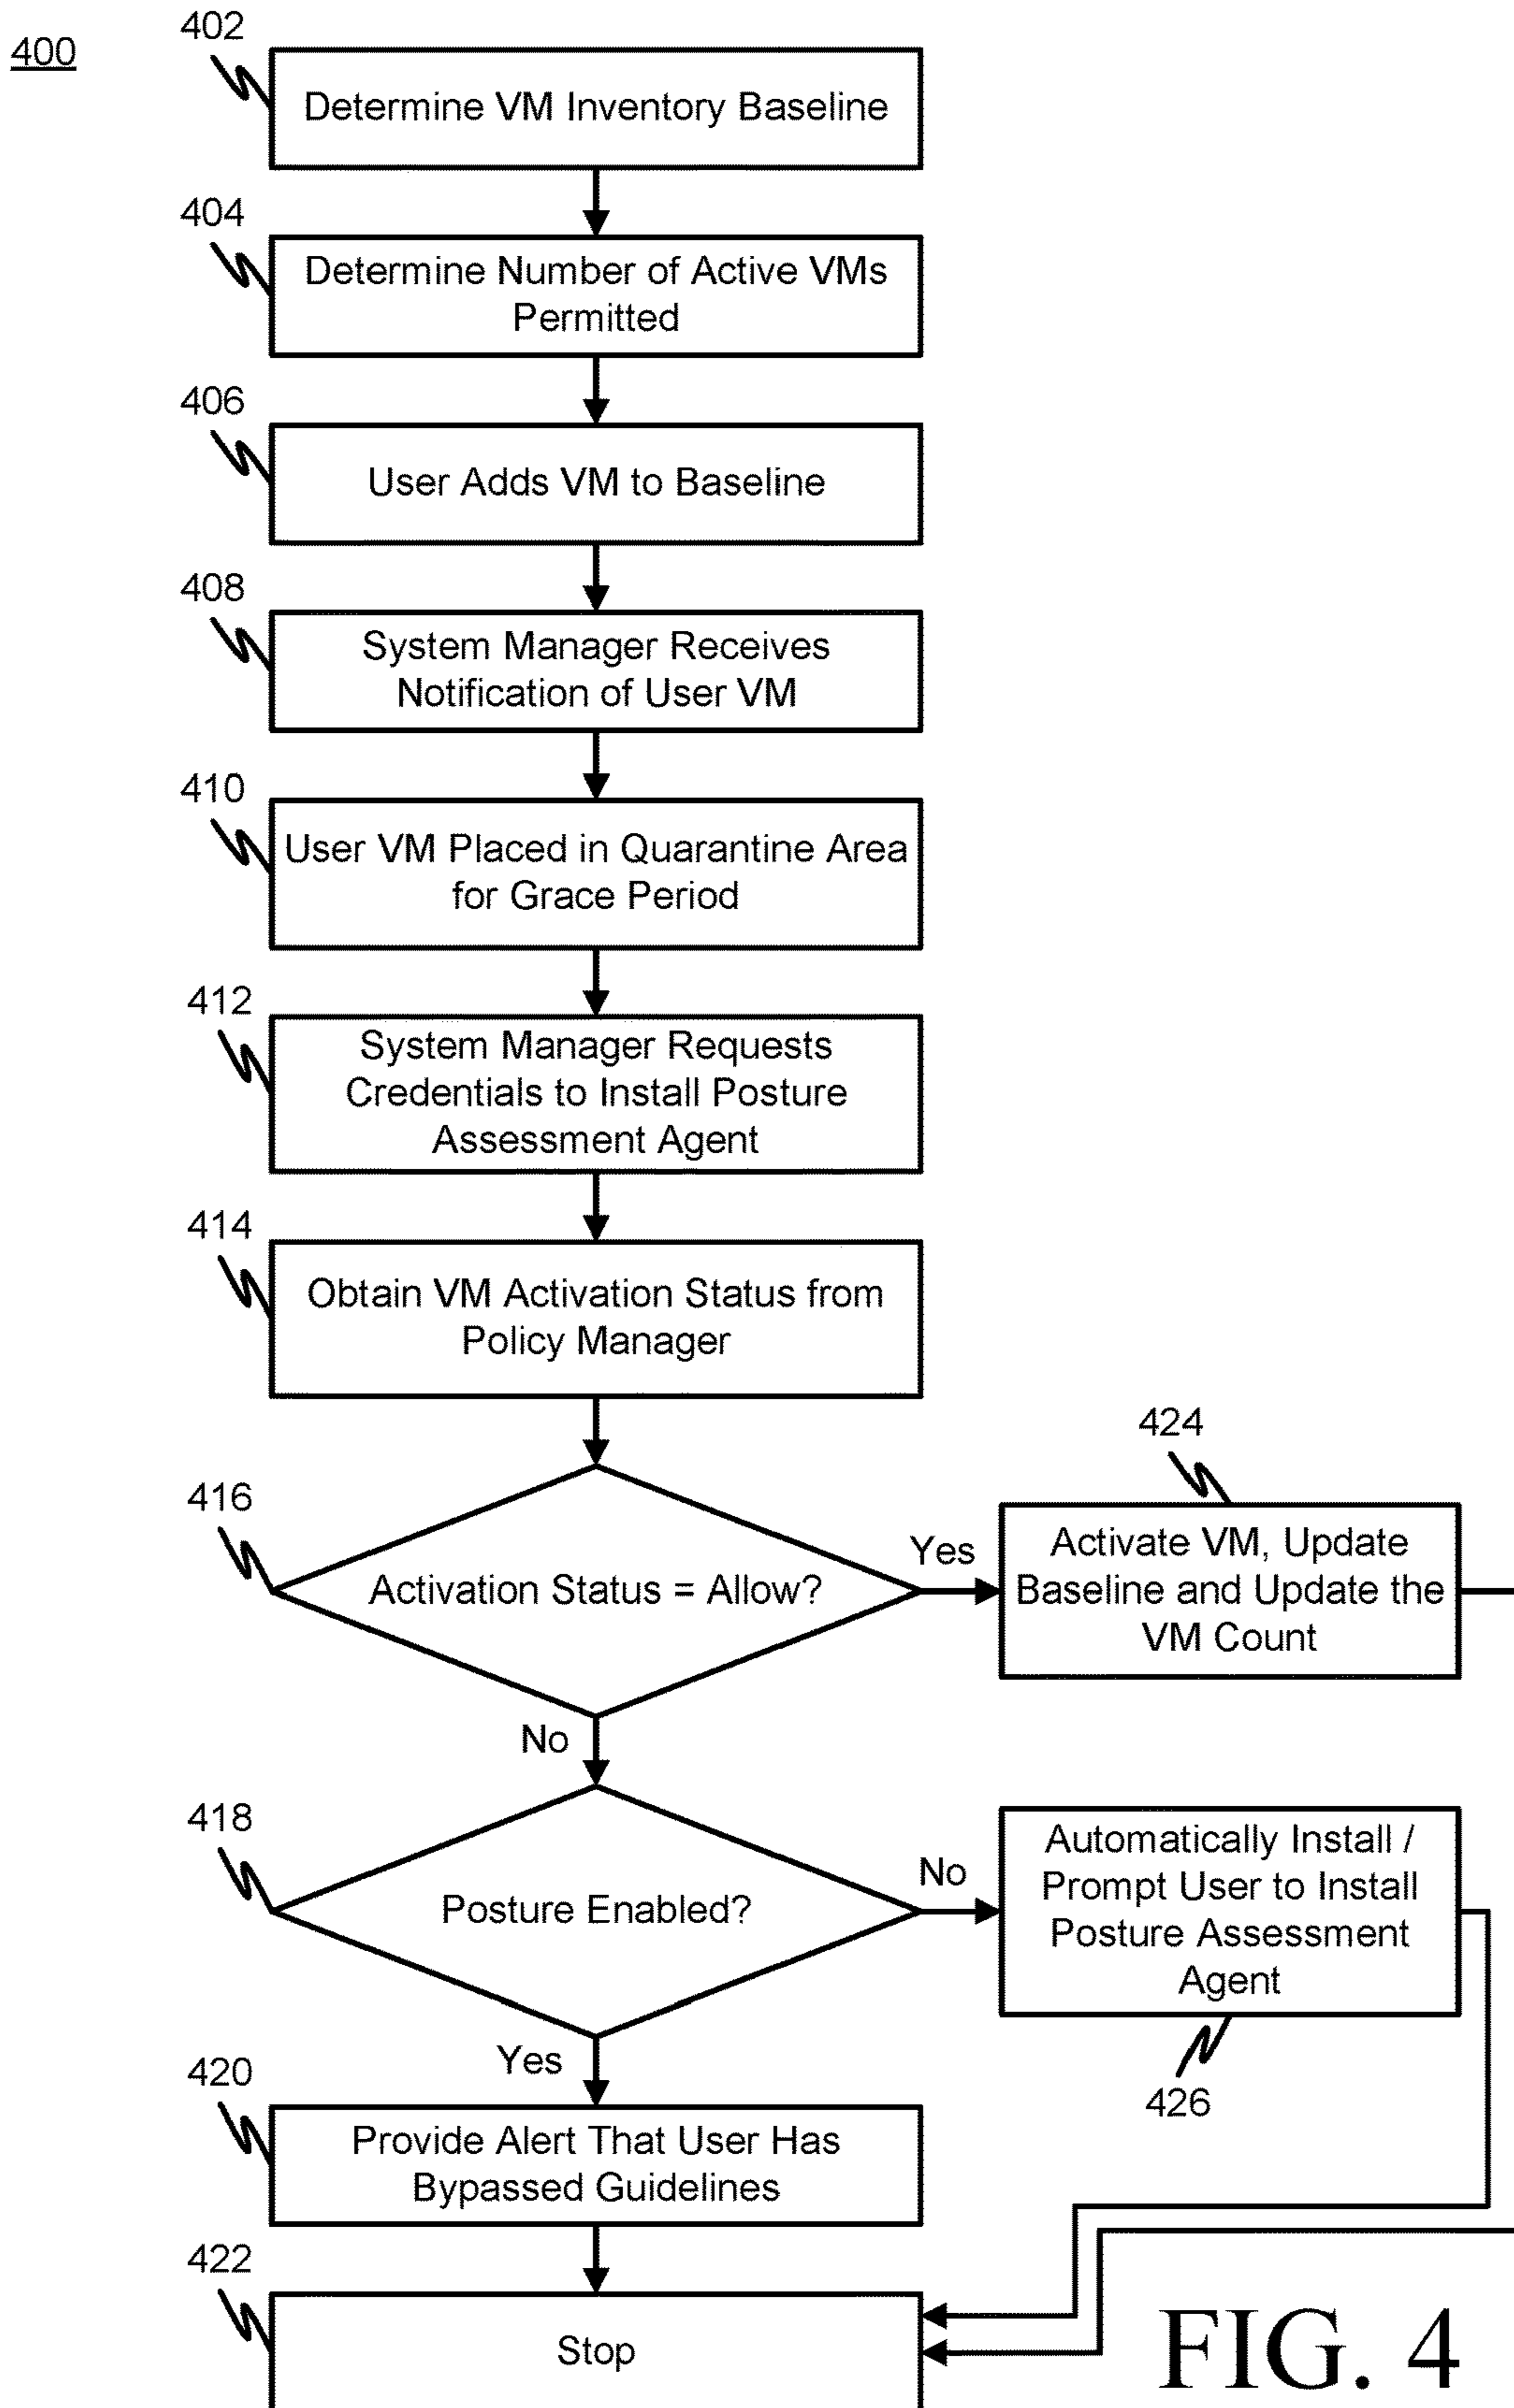 400
402
Determine VM Inventory Baseline
404
Determine Number of Active VMs
Permitted
406
User Adds VM to Baseline
408
System Manager Receives
Notification of User VM
410
User VM Placed in Quarantine Area
for Grace Period
412
System Manager Requests
Credentials to Install Posture
Assessment Agent
414
Obtain VM Activation Status from
Policy Manager
416
Activation Status = Allow?
Yes
424
Activate VM, Update
Baseline and Update the
VM Count
No
418
Posture Enabled?
No
Automatically Install /
Prompt User to Install
Posture Assessment
Agent
426
Yes
420
Provide Alert That User Has
Bypassed Guidelines
422
Stop
FIG. 4